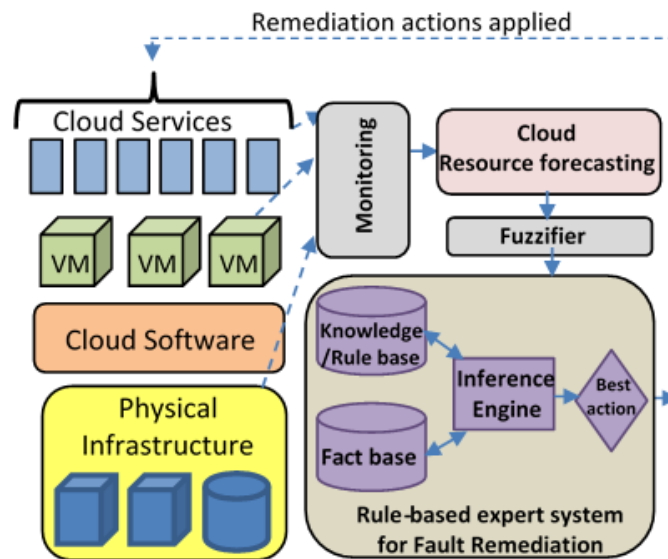 Remediation actions applied
Cloud Services
VM
VM
VM
Cloud Software
Physical
Infrastructure
Monitoring
Cloud
Resource forecasting
Fuzzifier
Knowledge
/Rule base
Inference
Engine
Best
action
Fact base
Rule-based expert system
for Fault Remediation